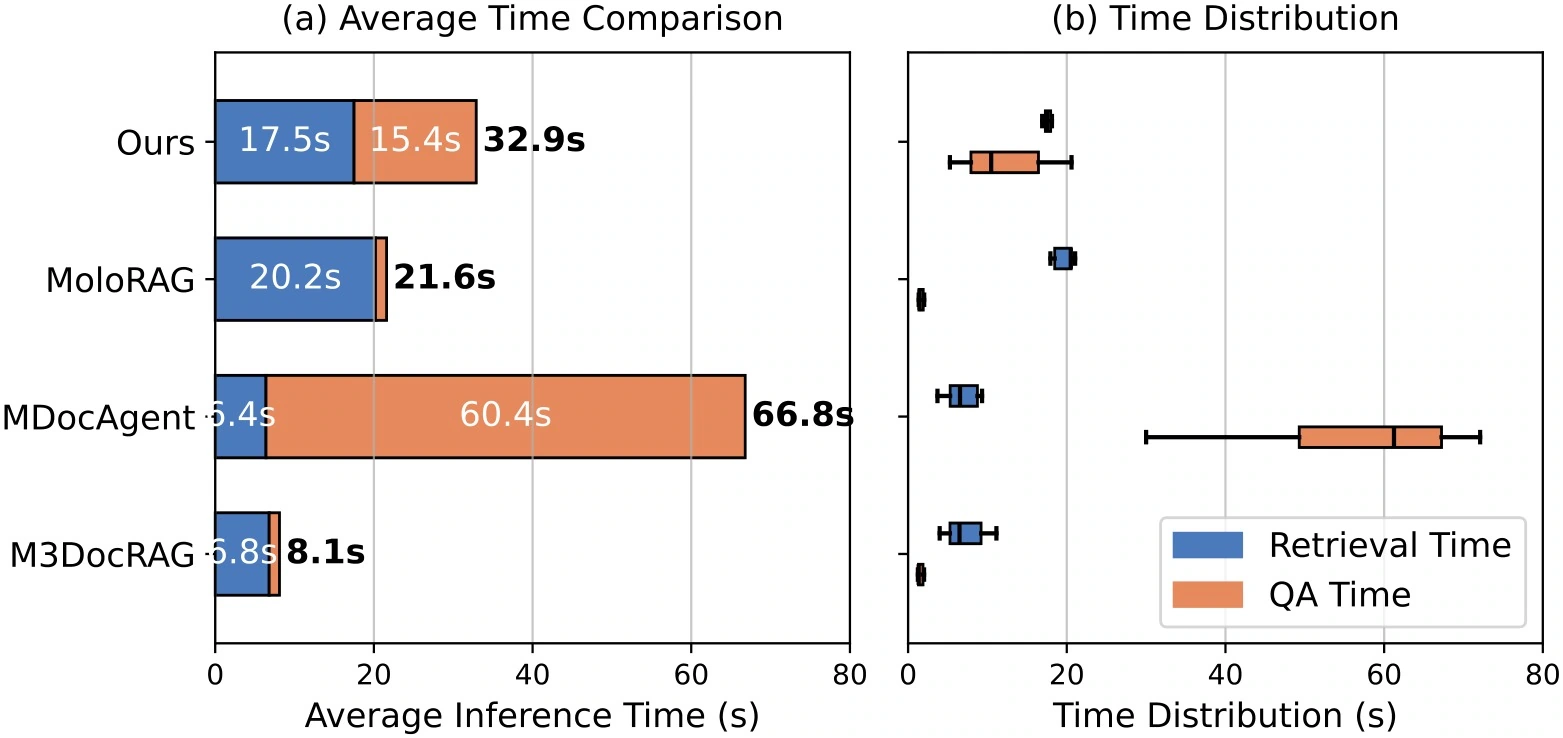 (a) Average Time Comparison
Ours
17.5s 15.4s 32.9s
MoloRAG
20.2s 21.6s
MDocAgent
6.4s 60.4s 66.8s
M3DocRAG
6.8s 8.1s
0 20 40 60 80
Average Inference Time (s)
(b) Time Distribution
Retrieval Time
QA Time
0 20 40 60 80
Time Distribution (s)